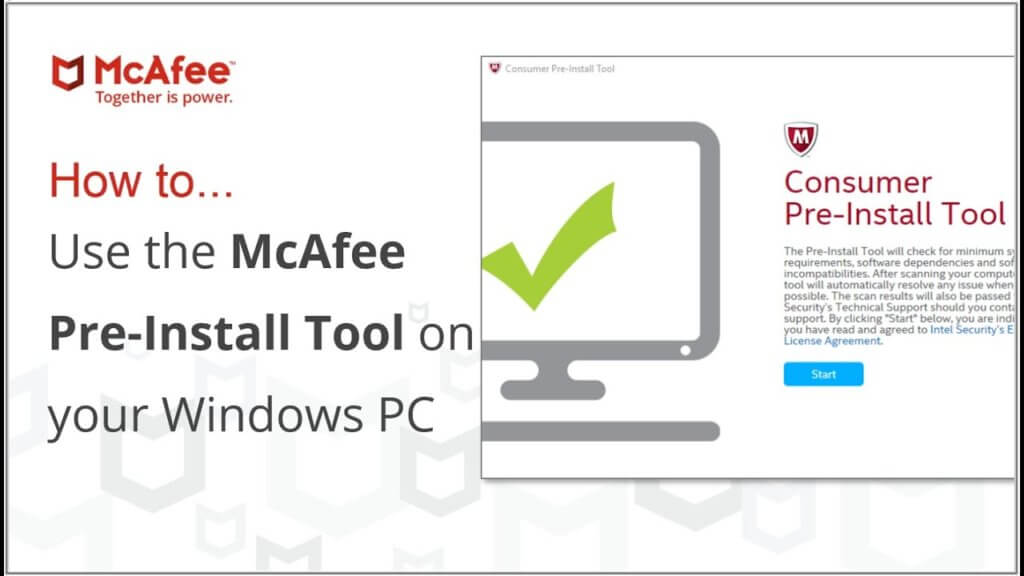 McAfee™
Together is power.
How to...
Use the McAfee
Pre-Install Tool on
your Windows PC
Consumer Pre-Install Tool
Consumer
Pre-Install Tool
The Pre-Install Tool will check for minimum
requirements, software dependencies and
incompatibilities. After scanning your
tool will automatically resolve any issue
possible. The scan results will also be passed
Security's Technical Support should you
support. By clicking "Start" below, you are
you have read and agreed to Intel Security's
License Agreement.
Start